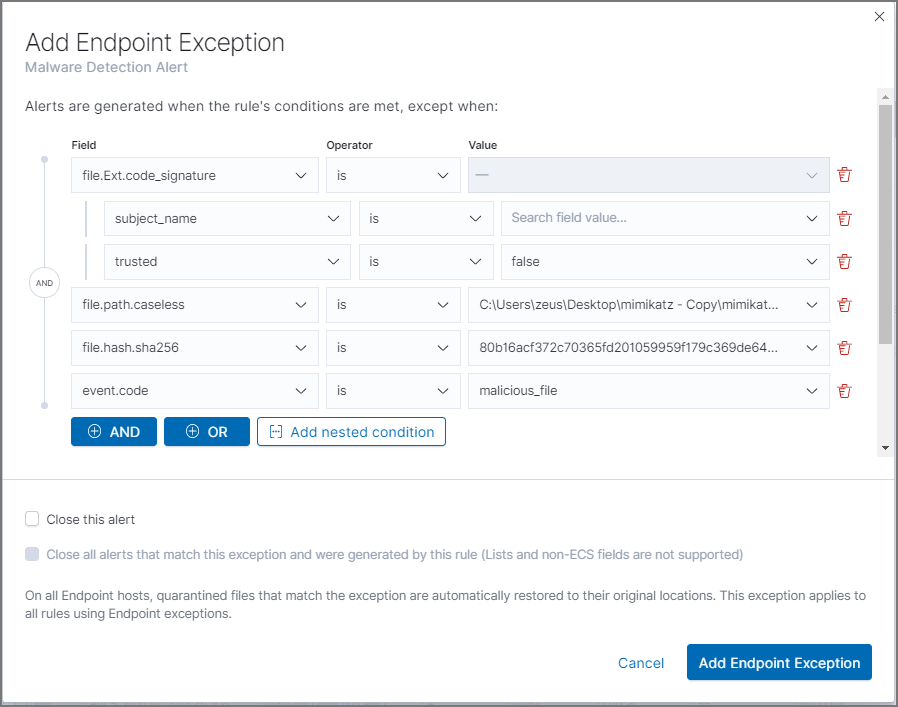 Add Endpoint Exception
Malware Detection Alert
Alerts are generated when the rule's conditions are met, except when:
Field Operator Value
file.Ext.code_signature is —
subject_name is Search field value...
trusted is false
AND
file.path.caseless is C:\Users\zeus\Desktop\mimikatz - Copy\mimikat...
file.hash.sha256 is 80b16acf372c70365fd201059959f179c369de64...
event.code is malicious_file
AND OR Add nested condition
Close this alert
Close all alerts that match this exception and were generated by this rule (Lists and non-ECS fields are not supported)
On all Endpoint hosts, quarantined files that match the exception are automatically restored to their original locations. This exception applies to
all rules using Endpoint exceptions.
Cancel Add Endpoint Exception